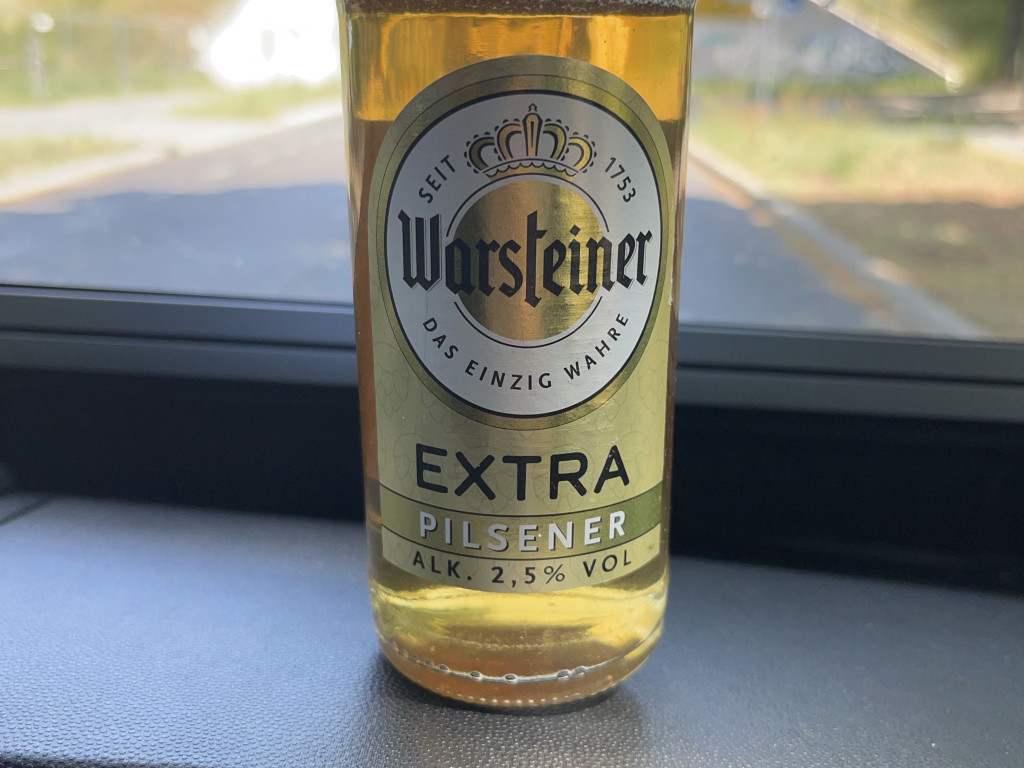 SEIT 1753
Warsteiner
DAS EINZIG WAHRE
EXTRA
PILSENER
ALK. 2,5% VOL